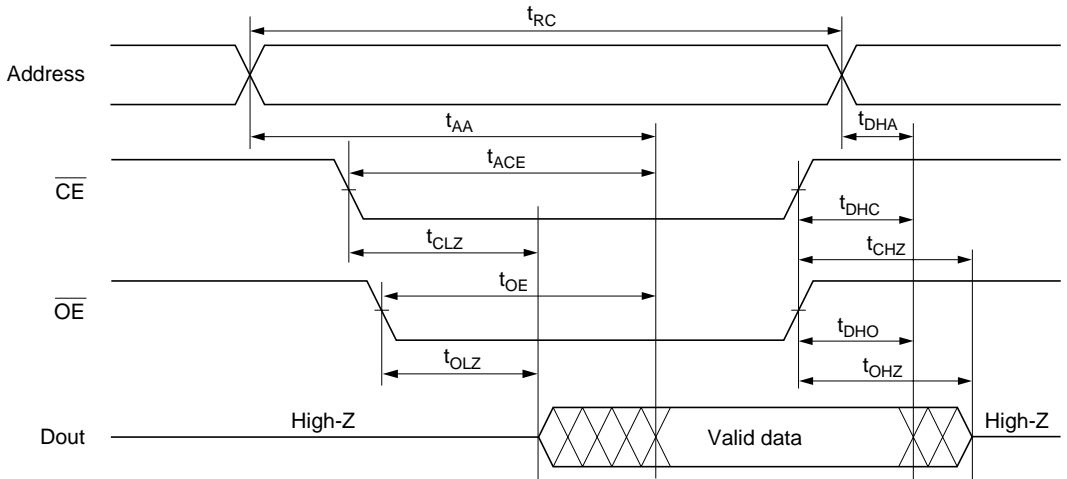 tRC
Address
tAA
tDHA
tACE
CE
tDHC
tCLZ
tCHZ
tOE
OE
tDHO
tOLZ
tOHZ
High-Z
Valid data
High-Z
Dout